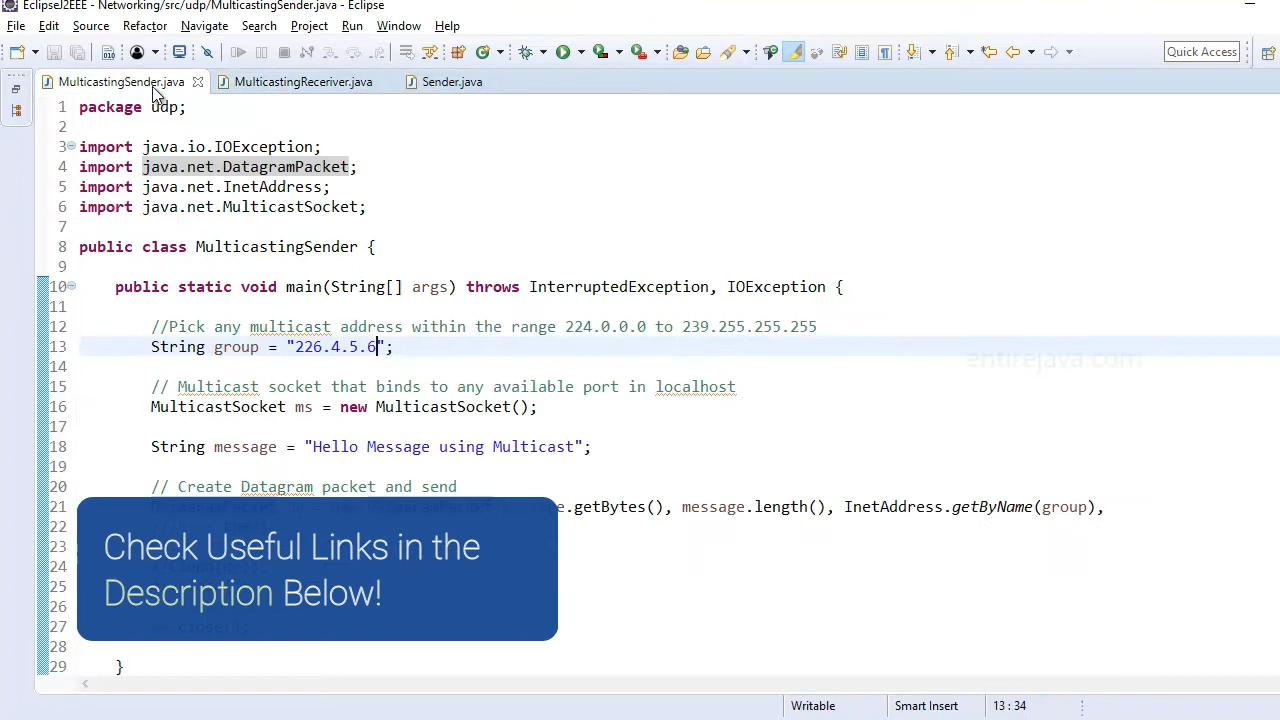 EclipseJ2EEE - Networking/src/udp/MulticastingSender.java - Eclipse
File Edit Source Refactor Navigate Search Project Run Window Help
Quick Access
MulticastingSender.java MulticastingReceriver.java Sender.java
1 package udp;
2
3 import java.io.IOException;
4 import java.net.DatagramPacket;
5 import java.net.InetAddress;
6 import java.net.MulticastSocket;
7
8 public class MulticastingSender {
9
10 public static void main(String[] args) throws InterruptedException, IOException {
11
12 //Pick any multicast address within the range 224.0.0.0 to 239.255.255.255
13 String group = "226.4.5.6";
entirejava.com
14
15 // Multicast socket that binds to any available port in localhost
16 MulticastSocket ms = new MulticastSocket();
17
18 String message = "Hello Message using Multicast";
19
20 // Create Datagram packet and send
21 .getBytes(), message.length(), InetAddress.getByName(group),
22
23
24
25
26
27
28
29 }
Check Useful Links in the
Description Below!
Writable Smart Insert 13 : 34